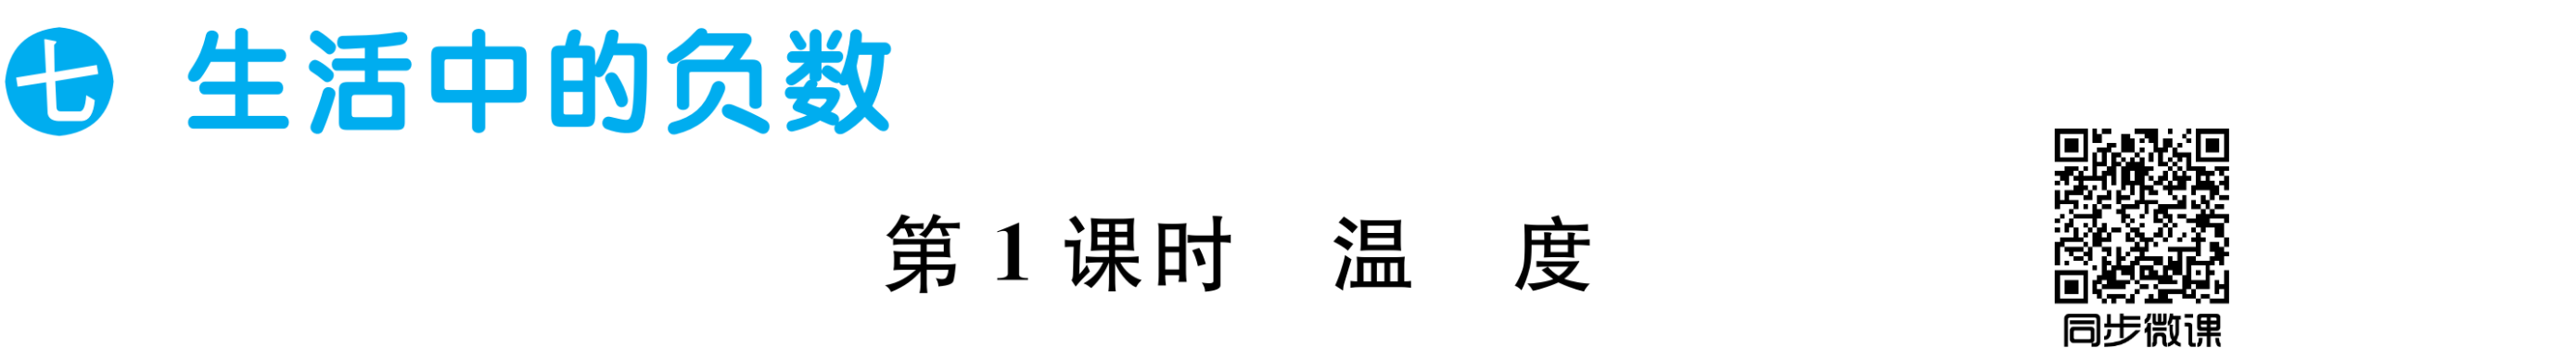 七 生活中的负数
第1课时 温 度
同步微课